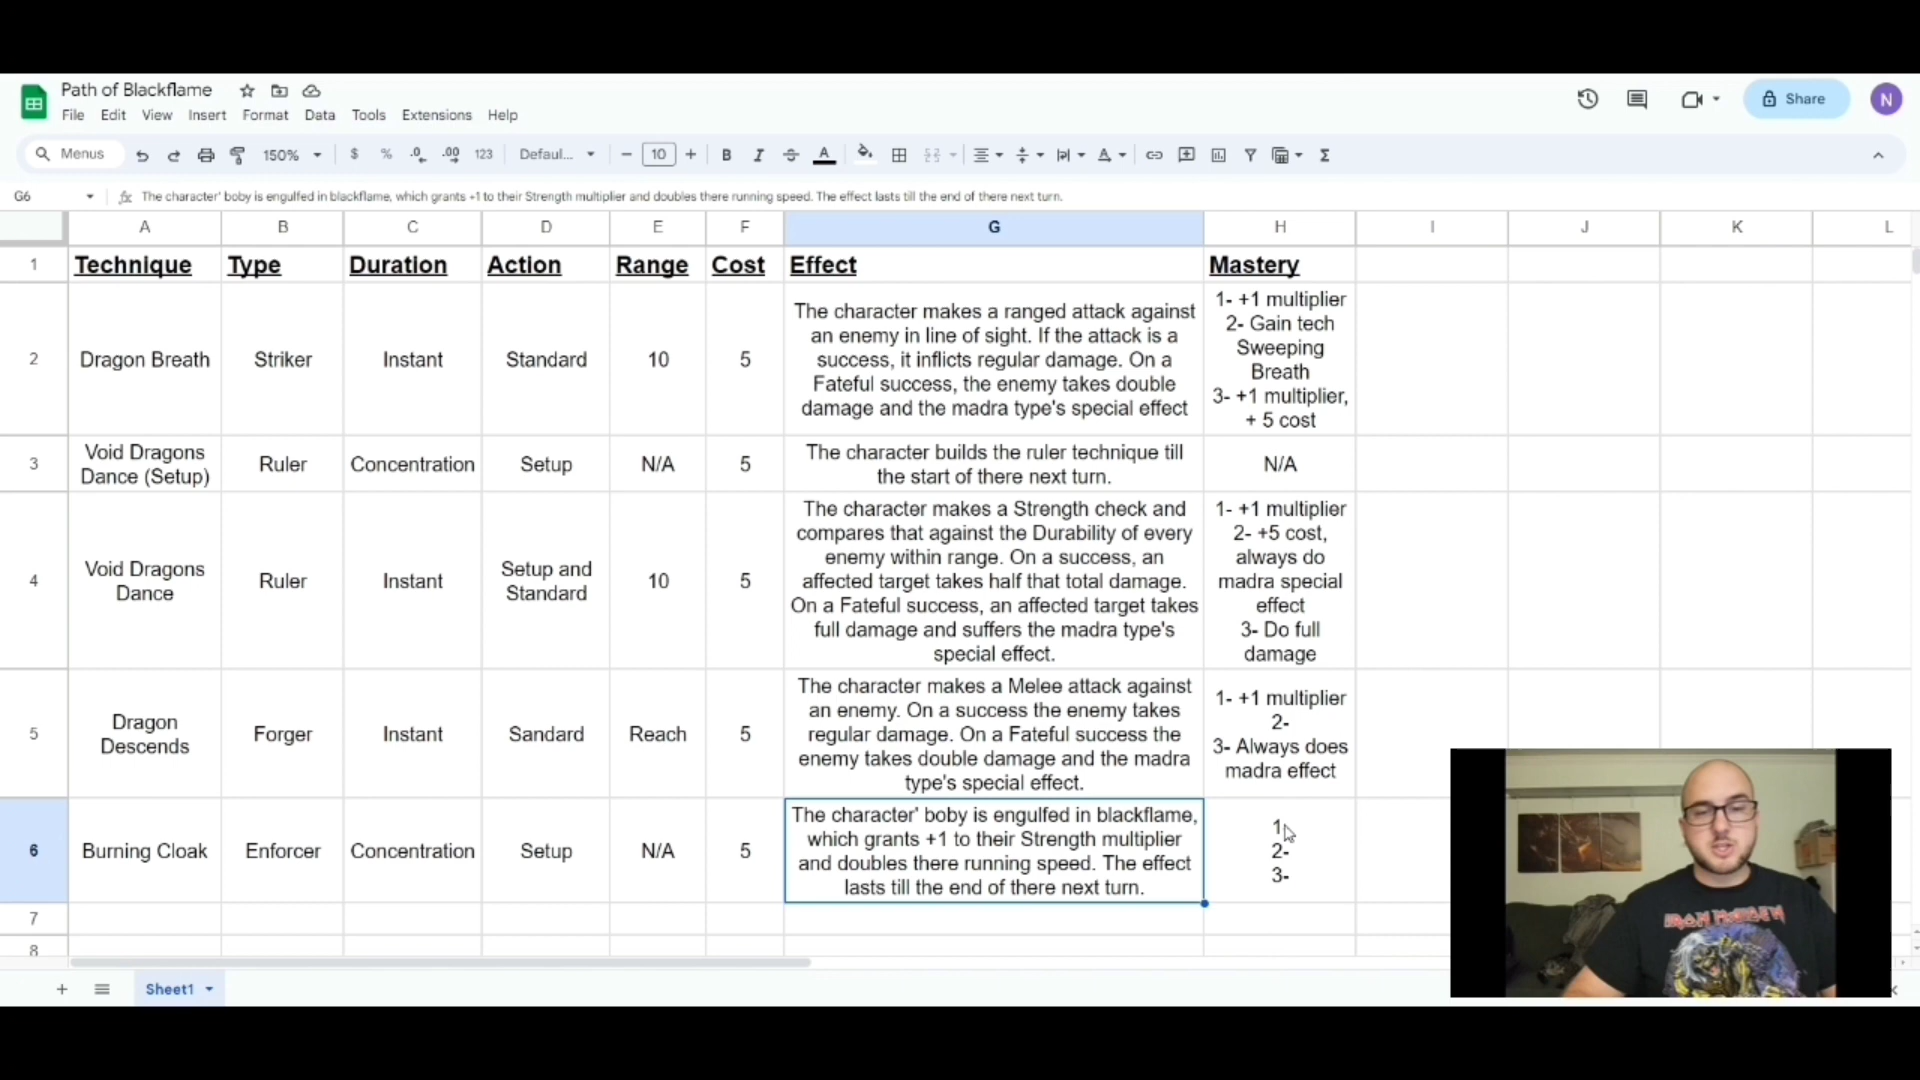 Path of Blackflame
File Edit View Insert Format Data Tools Extensions Help
Share
N
Menus
150%
$ % .0 .00 123
Defaul...
10
B I A
G6
fx The character' boby is engulfed in blackflame, which grants +1 to their Strength multiplier and doubles there running speed. The effect lasts till the end of there next turn.
A B C D E F G H I J K L
1 Technique Type Duration Action Range Cost Effect Mastery
2
Dragon Breath
Striker
Instant
Standard
10
5
The character makes a ranged attack against
an enemy in line of sight. If the attack is a
success, it inflicts regular damage. On a
Fateful success, the enemy takes double
damage and the madra type's special effect
1- +1 multiplier
2- Gain tech
Sweeping
Breath
3- +1 multiplier,
+ 5 cost
3
Void Dragons
Dance (Setup)
Ruler
Concentration
Setup
N/A
5
The character builds the ruler technique till
the start of there next turn.
N/A
4
Void Dragons
Dance
Ruler
Instant
Setup and
Standard
10
5
The character makes a Strength check and
compares that against the Durability of every
enemy within range. On a success, an
affected target takes half that total damage.
On a Fateful success, an affected target takes
full damage and suffers the madra type's
special effect.
1- +1 multiplier
2- +5 cost,
always do
madra special
effect
3- Do full
damage
5
Dragon
Descends
Forger
Instant
Sandard
Reach
5
The character makes a Melee attack against
an enemy. On a success the enemy takes
regular damage. On a Fateful success the
enemy takes double damage and the madra
type's special effect.
1- +1 multiplier
2-
3- Always does
madra effect
6
Burning Cloak
Enforcer
Concentration
Setup
N/A
5
The character' boby is engulfed in blackflame,
which grants +1 to their Strength multiplier
and doubles there running speed. The effect
lasts till the end of there next turn.
1
2-
3-
7
8
Sheet1
IRON MAIDEN